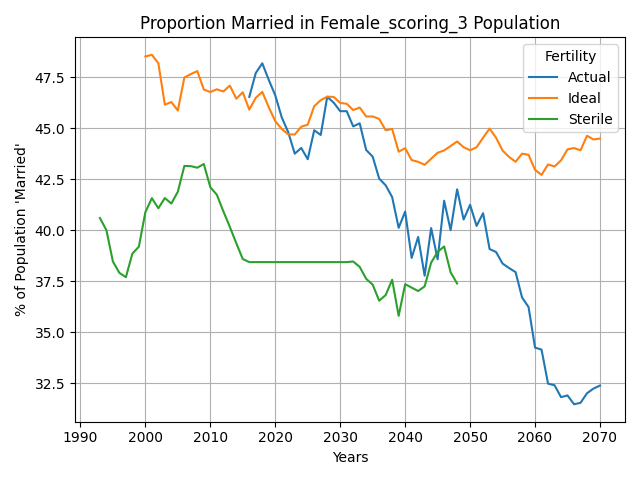 Proportion Married in Female_scoring_3 Population
Fertility
Actual
Ideal
Sterile
% of Population 'Married'
47.5
45.0
42.5
40.0
37.5
35.0
32.5
1990 2000 2010 2020 2030 2040 2050 2060 2070
Years